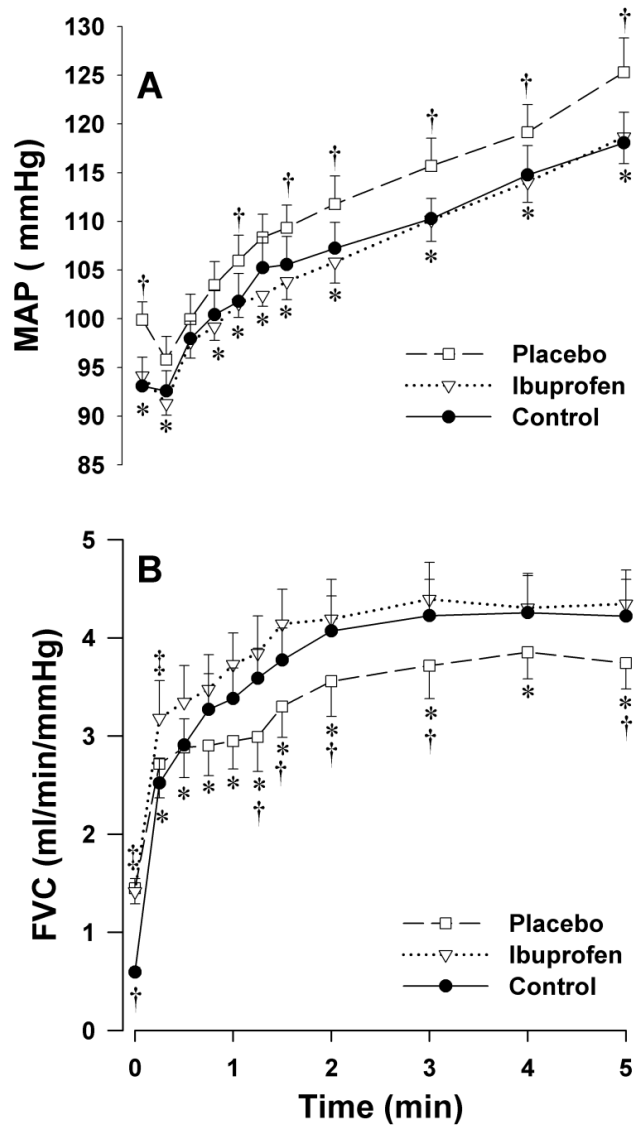 A
MAP ( mmHg)
130
125
120
115
110
105
100
95
90
85
† † † † † † † †
* * * * * * * * * * *
Placebo
Ibuprofen
Control
B
FVC (ml/min/mmHg)
5
4
3
2
1
0
‡ ‡
* * * * * * * * * *
† † † † † †
Placebo
Ibuprofen
Control
0 1 2 3 4 5
Time (min)